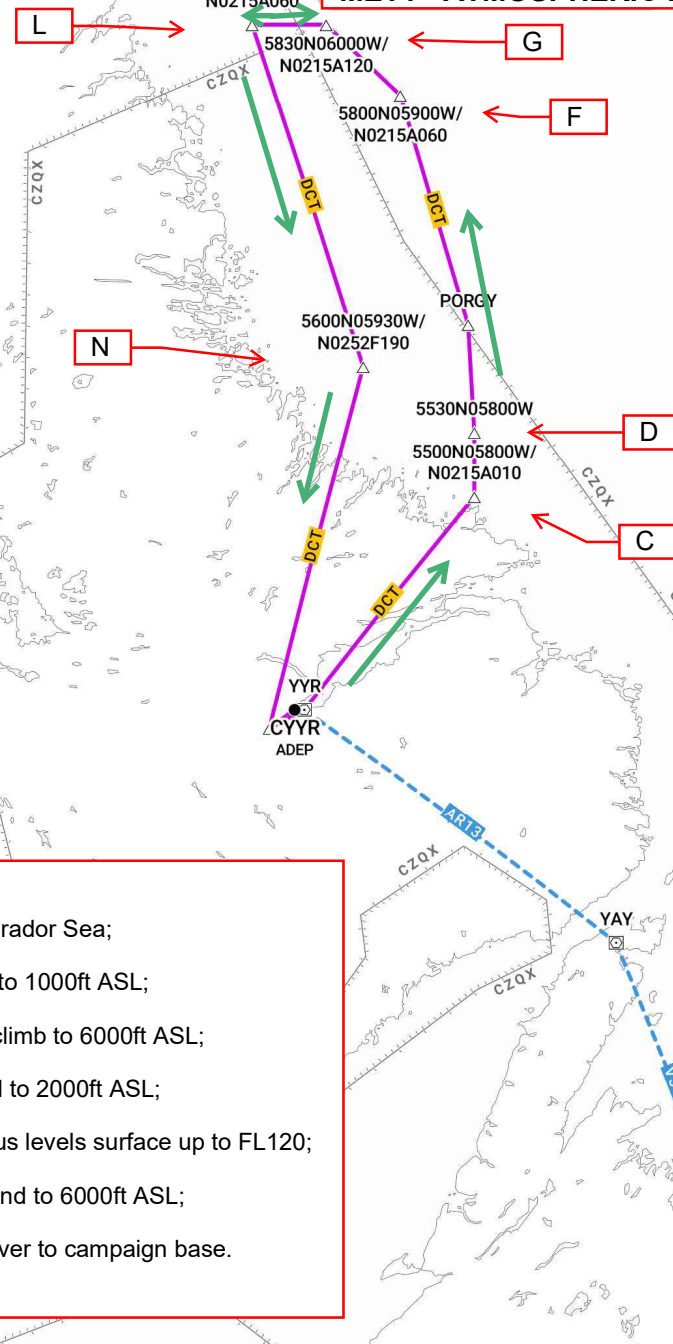 N0215A060
L
G
5830N06000W/
N0215A120
CZQX
F
5800N05900W/
N0215A060
CZQX
DCT
DCT
PORGY
5600N05930W/
N0252F190
N
5530N05800W
D
5500N05800W/
N0215A010
CZQX
C
DCT
DCT
YYR
CYYR
ADEP
AR13
CZQX
YAY
CZQX
rador Sea;
to 1000ft ASL;
climb to 6000ft ASL;
l to 2000ft ASL;
us levels surface up to FL120;
nd to 6000ft ASL;
ver to campaign base.